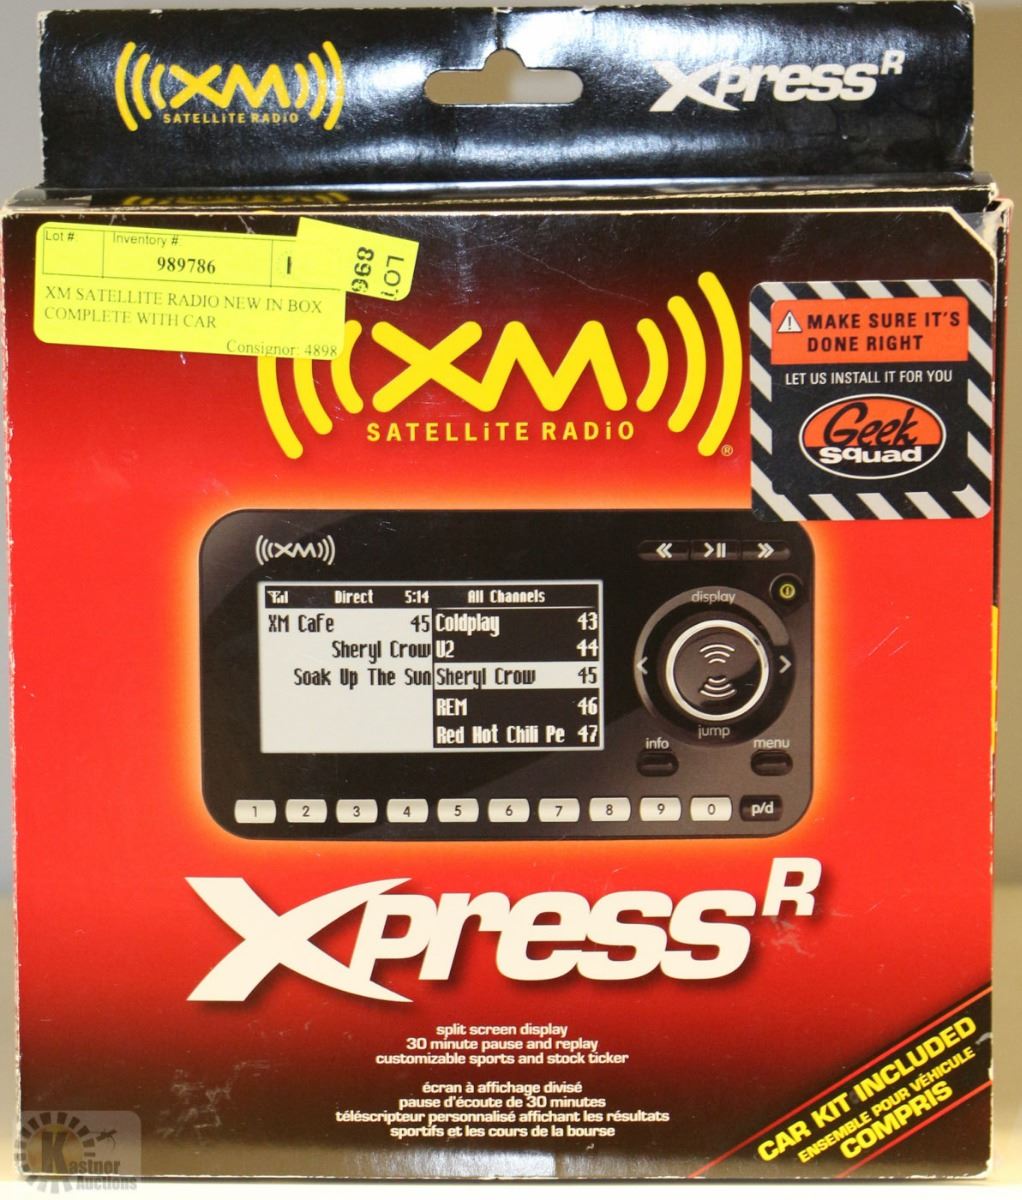 XM
SATELLiTE RADiO
XpressR
Lot #. Inventory #
989786
XM SATELLITE RADIO NEW IN BOX
COMPLETE WITH CAR
Consignor: 4898
LOT
896
XM
SATELLiTE RADiO
®
MAKE SURE IT'S
DONE RIGHT
LET US INSTALL IT FOR YOU
Geek
Squad
XM
Direct 5:14 All Channels
XM Cafe 45
Sheryl Crow
Soak Up The Sun
Coldplay 43
U2 44
Sheryl Crow 45
REM 46
Red Hot Chili Pe 47
display
jump
info
menu
1 2 3 4 5 6 7 8 9 0 p/d
XpressR
split screen display
30 minute pause and replay
customizable sports and stock ticker
écran à affichage divisé
pause d'écoute de 30 minutes
téléscripteur personnalisé affichant les résultats
sportifs et les cours de la bourse
CAR KIT INCLUDED
ENSEMBLE POUR VÉHICULE
COMPRIS
Kastner
Auctions